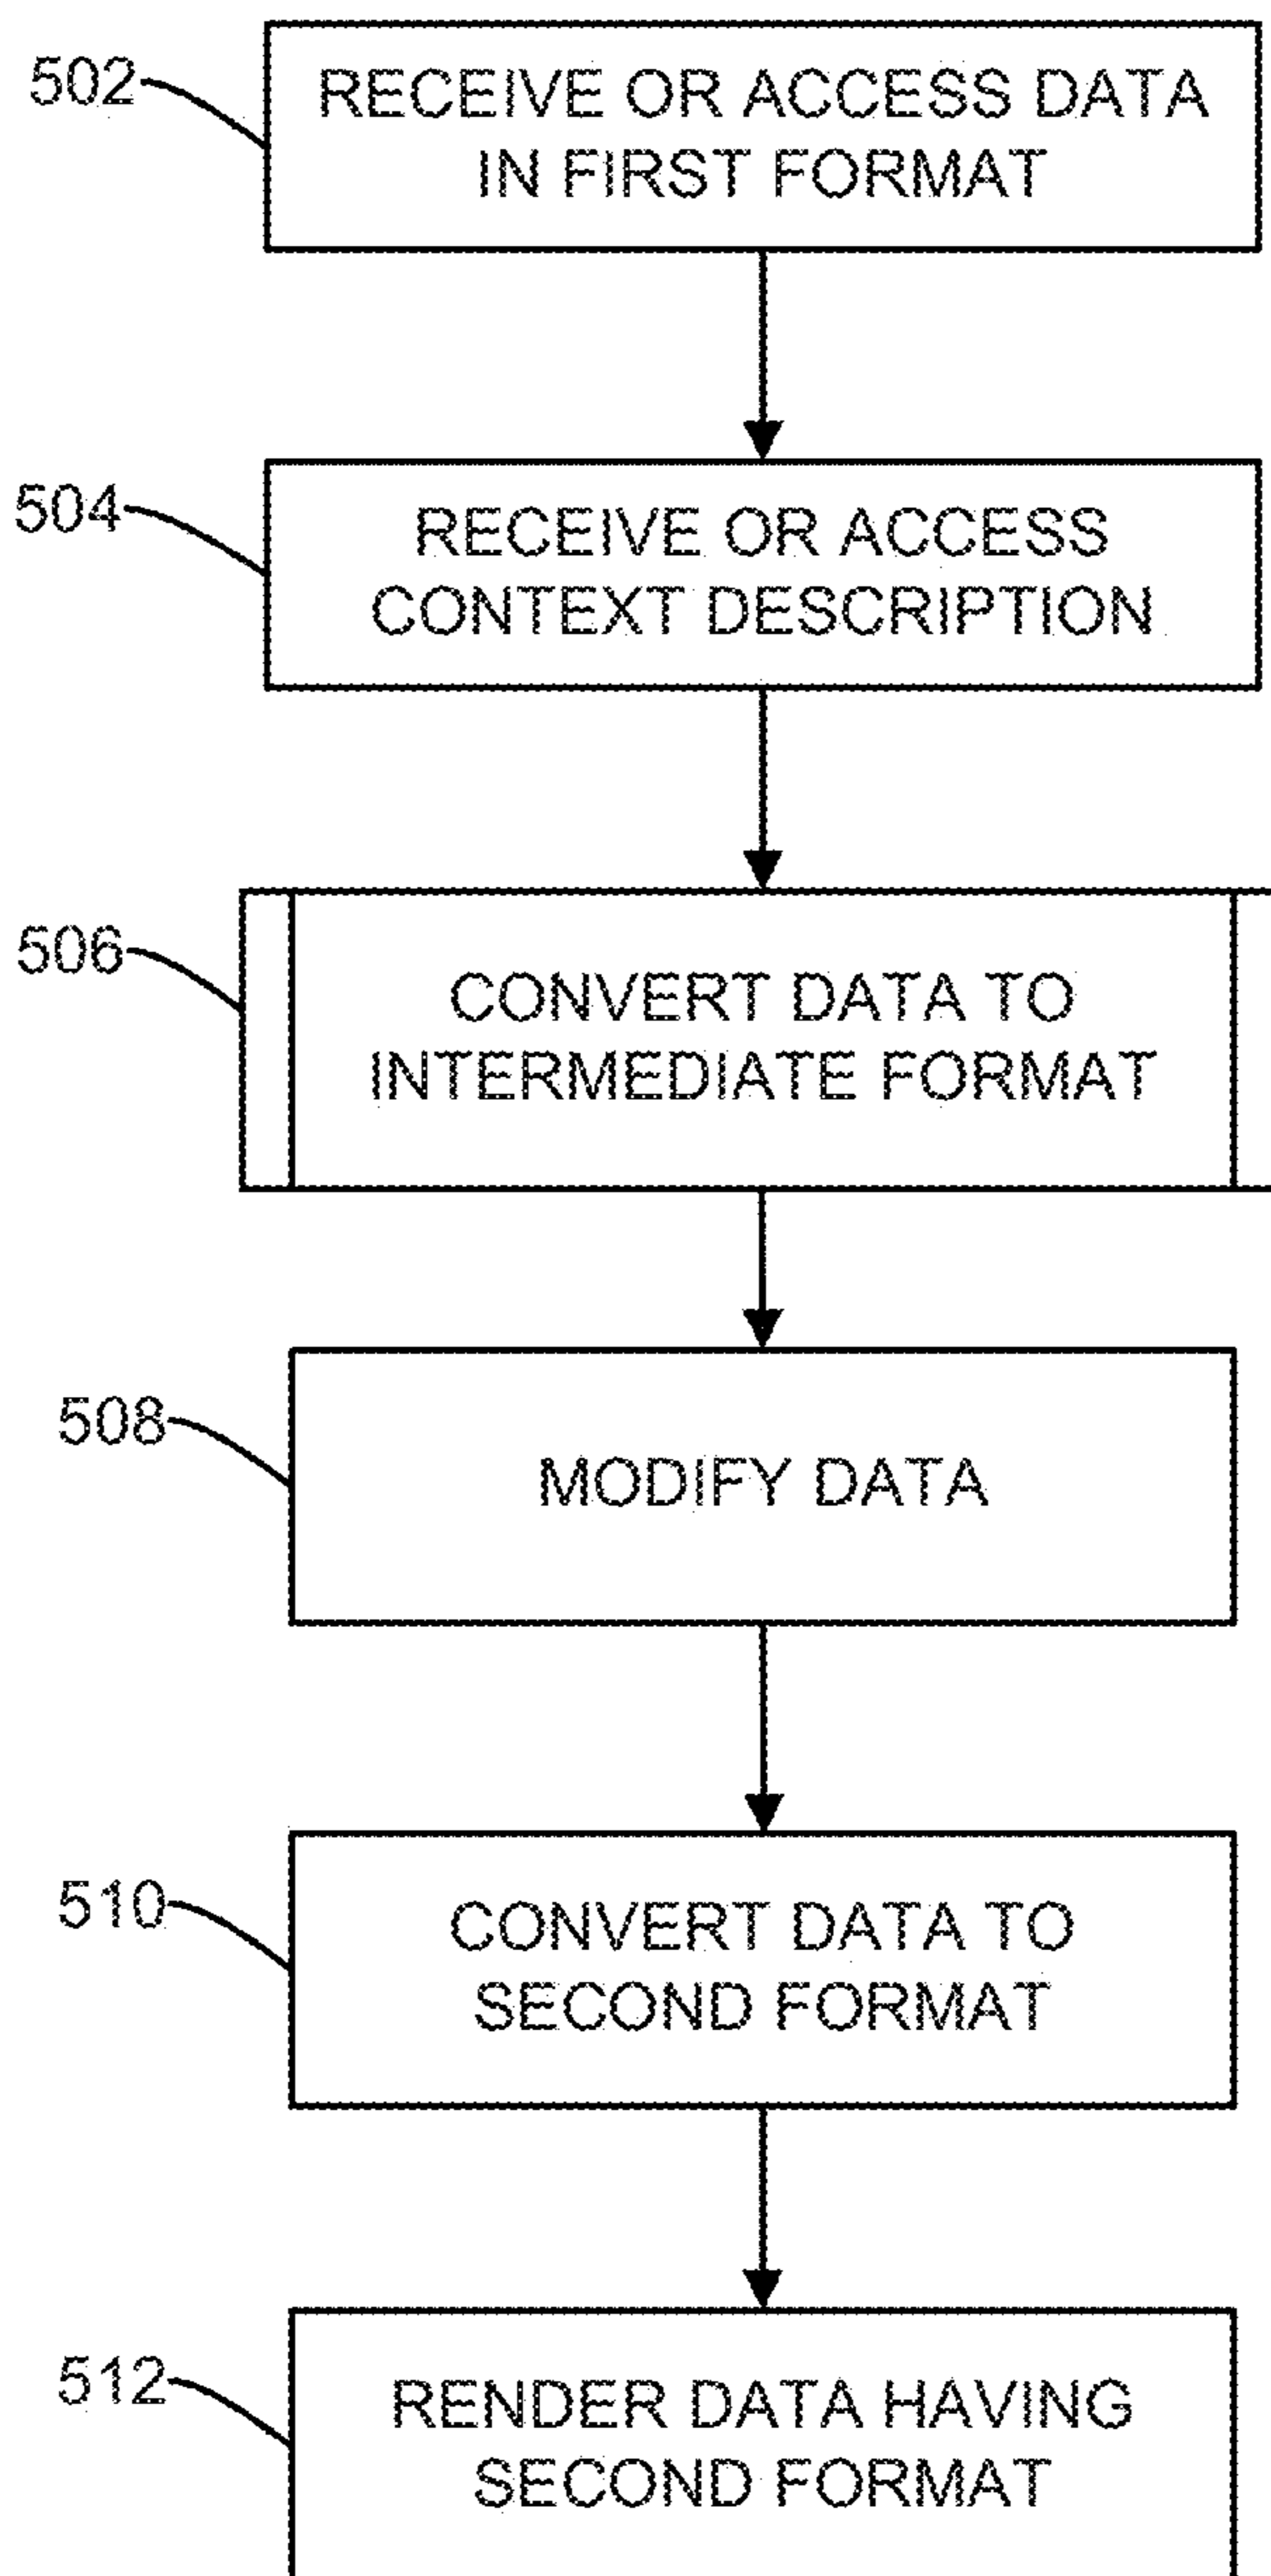 502
RECEIVE OR ACCESS DATA
IN FIRST FORMAT
504
RECEIVE OR ACCESS
CONTEXT DESCRIPTION
506
CONVERT DATA TO
INTERMEDIATE FORMAT
508
MODIFY DATA
510
CONVERT DATA TO
SECOND FORMAT
512
RENDER DATA HAVING
SECOND FORMAT